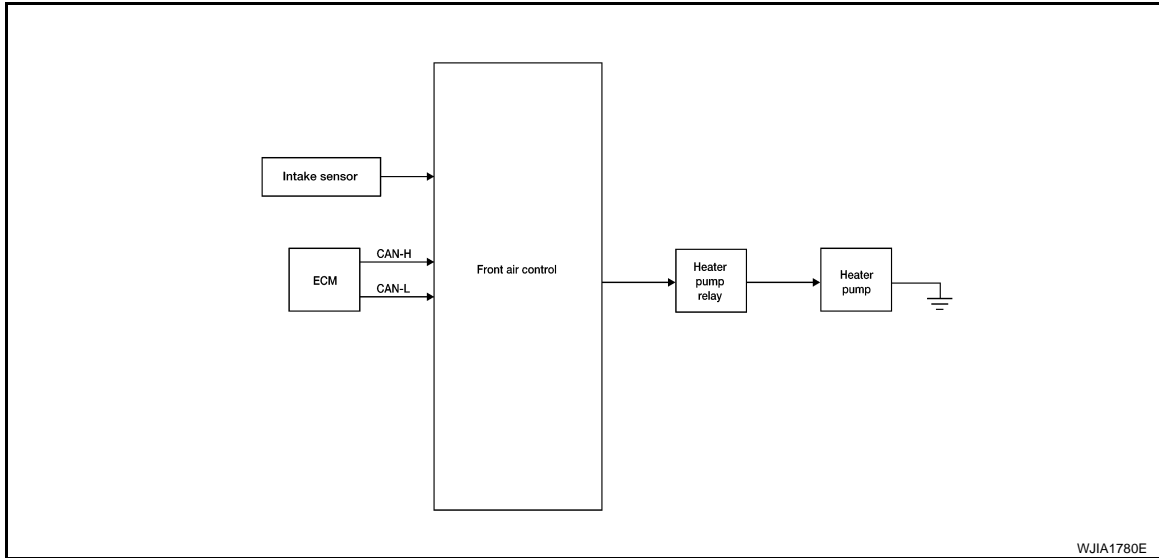 Intake sensor
CAN-H
ECM
CAN-L
Front air control
Heater
pump
relay
Heater
pump
WJIA1780E